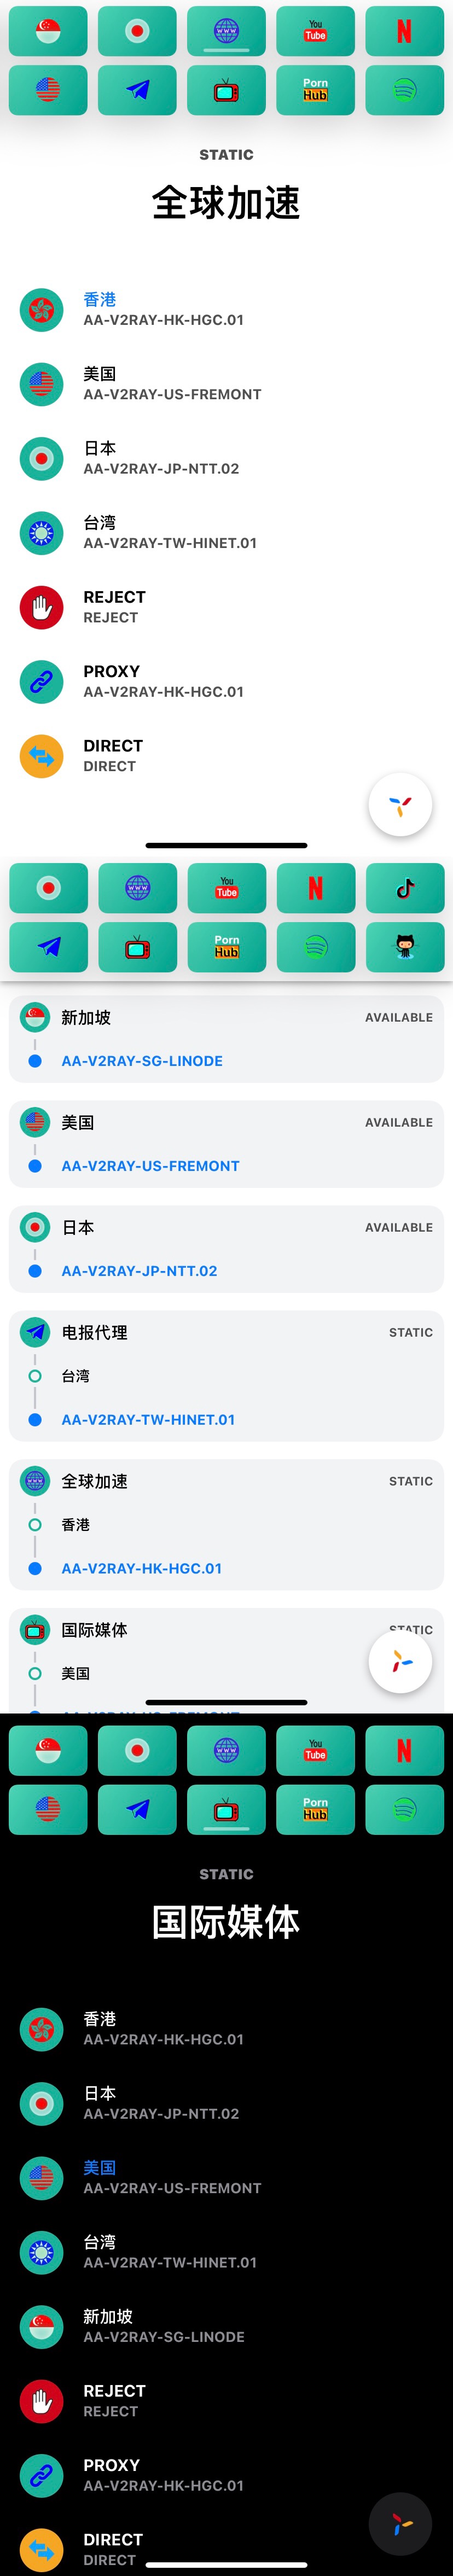 You
Tube
N
Porn
Hub
STATIC
全球加速
香港
AA-V2RAY-HK-HGC.01
美国
AA-V2RAY-US-FREMONT
日本
AA-V2RAY-JP-NTT.02
台湾
AA-V2RAY-TW-HINET.01
REJECT
REJECT
PROXY
AA-V2RAY-HK-HGC.01
DIRECT
DIRECT
WWW
You
Tube
N
Porn
Hub
新加坡 AVAILABLE
AA-V2RAY-SG-LINODE
美国 AVAILABLE
AA-V2RAY-US-FREMONT
日本 AVAILABLE
AA-V2RAY-JP-NTT.02
电报代理 STATIC
台湾
AA-V2RAY-TW-HINET.01
全球加速 STATIC
香港
AA-V2RAY-HK-HGC.01
国际媒体 STATIC
美国
WWW
You
Tube
N
Porn
Hub
STATIC
国际媒体
香港
AA-V2RAY-HK-HGC.01
日本
AA-V2RAY-JP-NTT.02
美国
AA-V2RAY-US-FREMONT
台湾
AA-V2RAY-TW-HINET.01
新加坡
AA-V2RAY-SG-LINODE
REJECT
REJECT
PROXY
AA-V2RAY-HK-HGC.01
DIRECT
DIRECT